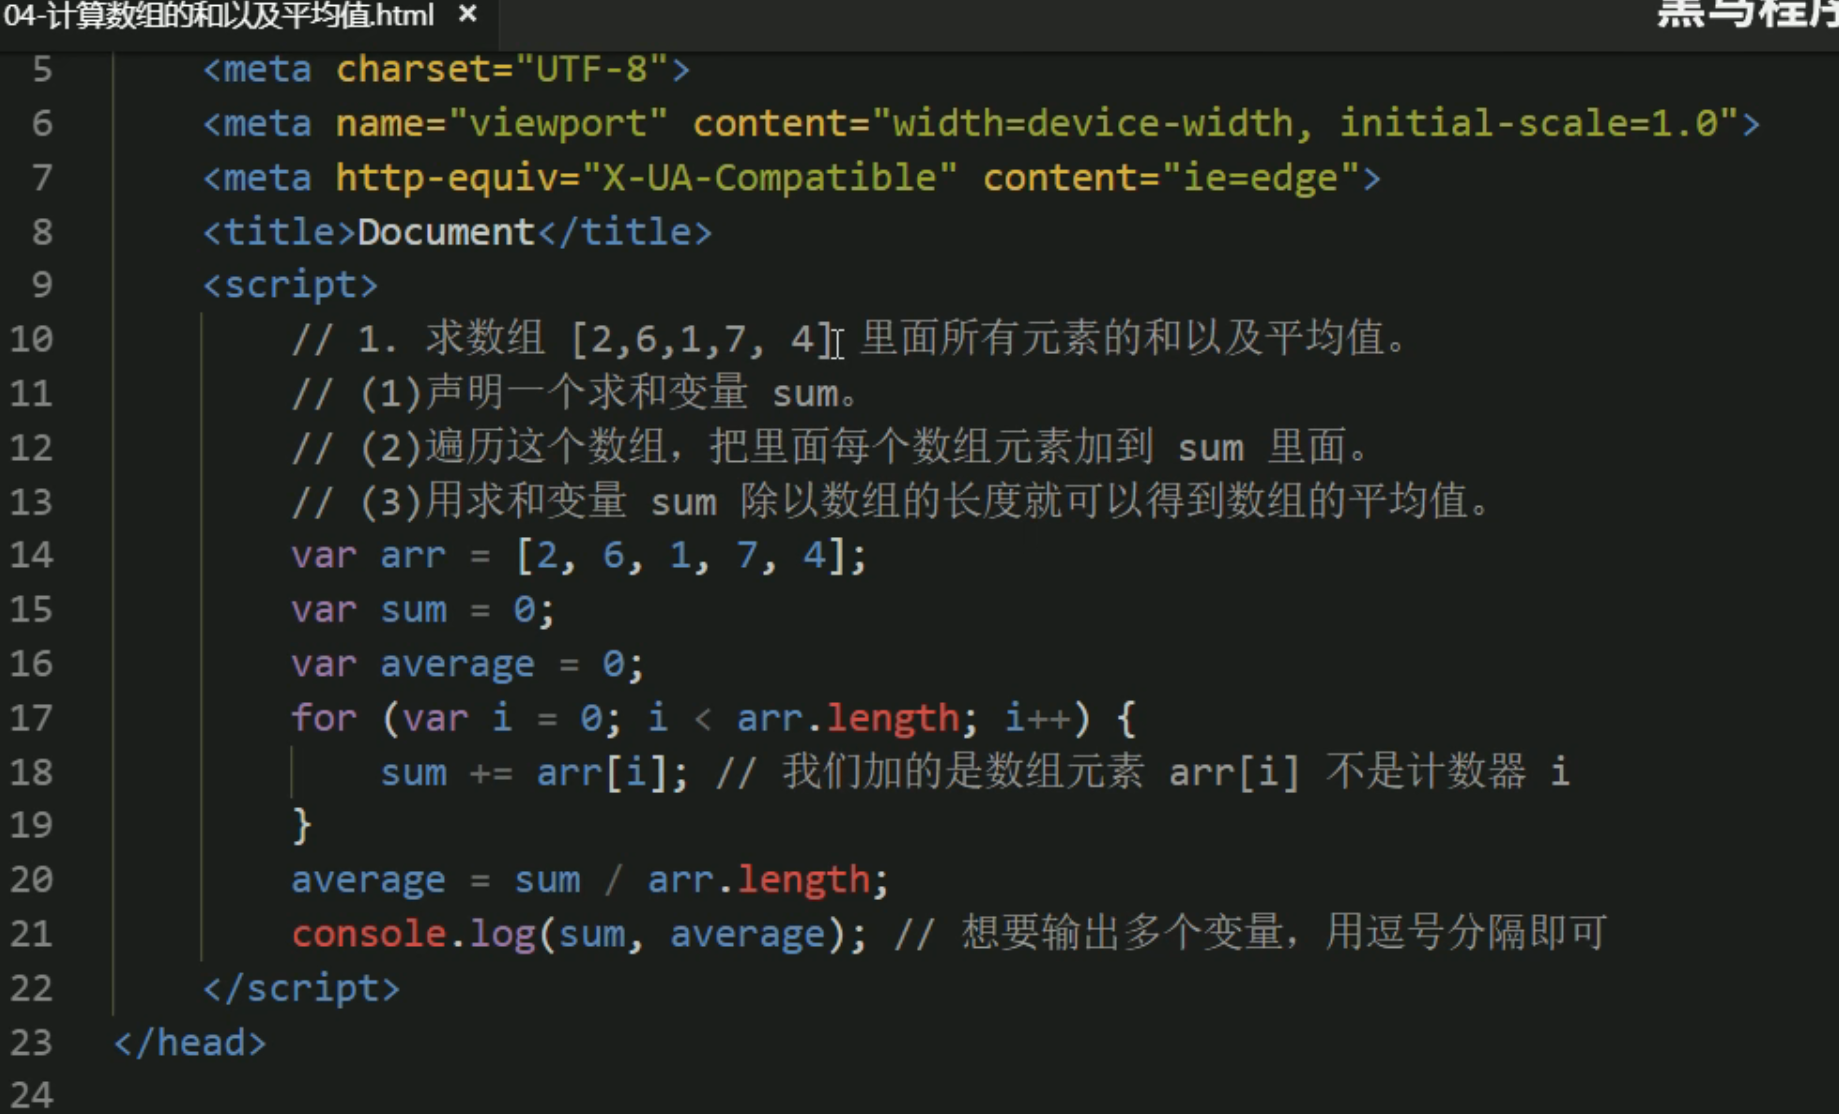 04-计算数组的和以及平均值.html ×
黑马程序
5 <meta charset="UTF-8">
6 <meta name="viewport" content="width=device-width, initial-scale=1.0">
7 <meta http-equiv="X-UA-Compatible" content="ie=edge">
8 <title>Document</title>
9 <script>
10 // 1. 求数组 [2,6,1,7, 4] 里面所有元素的和以及平均值。
11 // (1)声明一个求和变量 sum。
12 // (2)遍历这个数组，把里面每个数组元素加到 sum 里面。
13 // (3)用求和变量 sum 除以数组的长度就可以得到数组的平均值。
14 var arr = [2, 6, 1, 7, 4];
15 var sum = 0;
16 var average = 0;
17 for (var i = 0; i < arr.length; i++) {
18 sum += arr[i]; // 我们加的是数组元素 arr[i] 不是计数器 i
19 }
20 average = sum / arr.length;
21 console.log(sum, average); // 想要输出多个变量，用逗号分隔即可
22 </script>
23 </head>
24